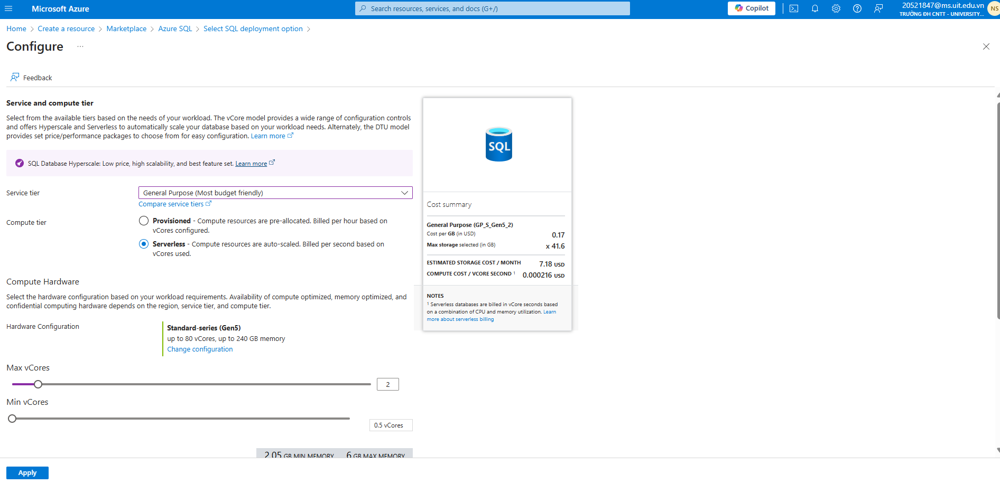 Microsoft Azure
Search resources, services, and docs (G+/)
Copilot
20521847@ms.uit.edu.vn
TRƯỜNG ĐH CNTT - UNIVERSITY...
NS
Home > Create a resource > Marketplace > Azure SQL > Select SQL deployment option >
Configure ...
Feedback
Service and compute tier
Select from the available tiers based on the needs of your workload. The vCore model provides a wide range of configuration controls
and offers Hyperscale and Serverless to automatically scale your database based on your workload needs. Alternately, the DTU model
provides set price/performance packages to choose from for easy configuration. Learn more
SQL Database Hyperscale: Low price, high scalability, and best feature set. Learn more
Service tier
General Purpose (Most budget friendly)
Compare service tiers
Compute tier
Provisioned - Compute resources are pre-allocated. Billed per hour based on
vCores configured.
Serverless - Compute resources are auto-scaled. Billed per second based on
vCores used.
Compute Hardware
Select the hardware configuration based on your workload requirements. Availability of compute optimized, memory optimized, and
confidential computing hardware depends on the region, service tier, and compute tier.
Hardware Configuration
Standard-series (Gen5)
up to 80 vCores, up to 240 GB memory
Change configuration
Max vCores
2
Min vCores
0.5 vCores
2.05 GB MIN MEMORY 6 GB MAX MEMORY
Apply
SQL
Cost summary
General Purpose (GP_S_Gen5_2)
Cost per GB (in USD) 0.17
Max storage selected (in GB) x 41.6
ESTIMATED STORAGE COST / MONTH 7.18 USD
COMPUTE COST / VCORE SECOND 1 0.000216 USD
NOTES
1 Serverless databases are billed in vCore seconds based
on a combination of CPU and memory utilization. Learn
more about serverless billing